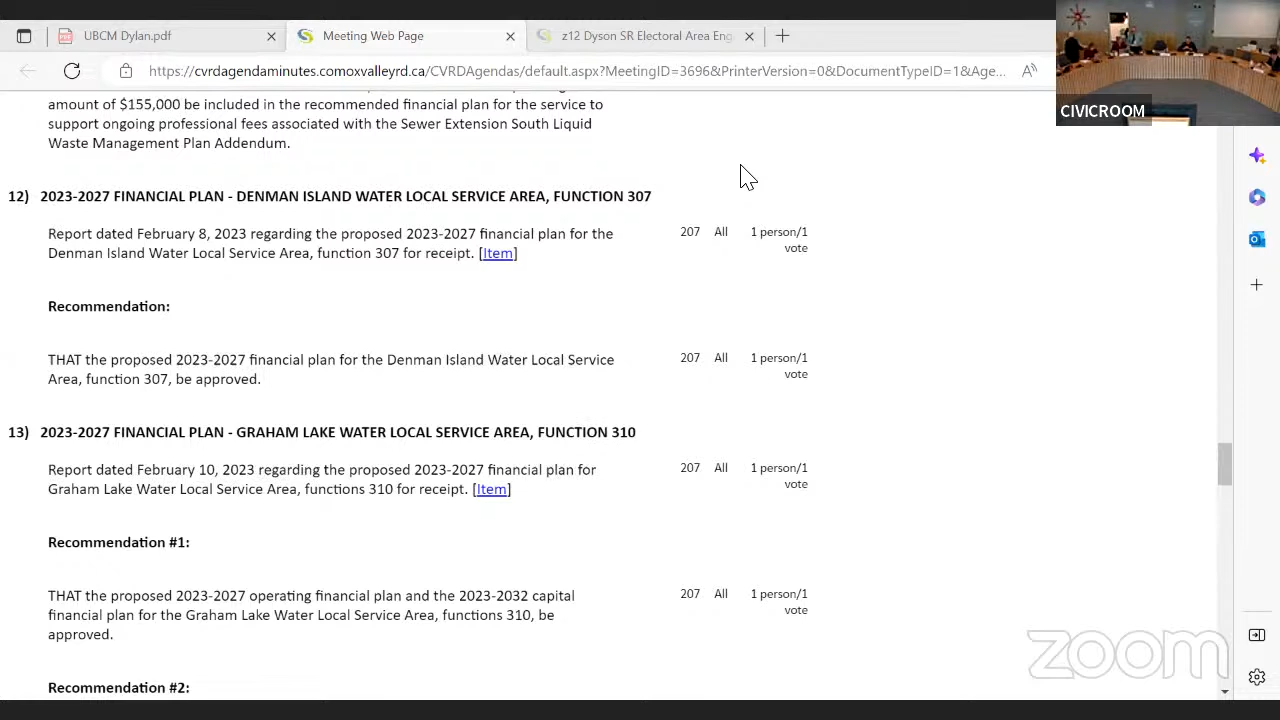 UBCM Dylan.pdf
Meeting Web Page
z12 Dyson SR Electoral Area Eng
https://cvrdagendaminutes.comoxvalleyrd.ca/CVRDAgendas/default.aspx?MeetingID=3696&PrinterVersion=0&DocumentTypeID=1&Age...
CIVICROOM
amount of $155,000 be included in the recommended financial plan for the service to
support ongoing professional fees associated with the Sewer Extension South Liquid
Waste Management Plan Addendum.
12) 2023-2027 FINANCIAL PLAN - DENMAN ISLAND WATER LOCAL SERVICE AREA, FUNCTION 307
Report dated February 8, 2023 regarding the proposed 2023-2027 financial plan for the
Denman Island Water Local Service Area, function 307 for receipt. [Item]
207 All 1 person/1
vote
Recommendation:
THAT the proposed 2023-2027 financial plan for the Denman Island Water Local Service
Area, function 307, be approved.
207 All 1 person/1
vote
13) 2023-2027 FINANCIAL PLAN - GRAHAM LAKE WATER LOCAL SERVICE AREA, FUNCTION 310
Report dated February 10, 2023 regarding the proposed 2023-2027 financial plan for
Graham Lake Water Local Service Area, functions 310 for receipt. [Item]
207 All 1 person/1
vote
Recommendation #1:
THAT the proposed 2023-2027 operating financial plan and the 2023-2032 capital
financial plan for the Graham Lake Water Local Service Area, functions 310, be
approved.
207 All 1 person/1
vote
Recommendation #2:
zoom